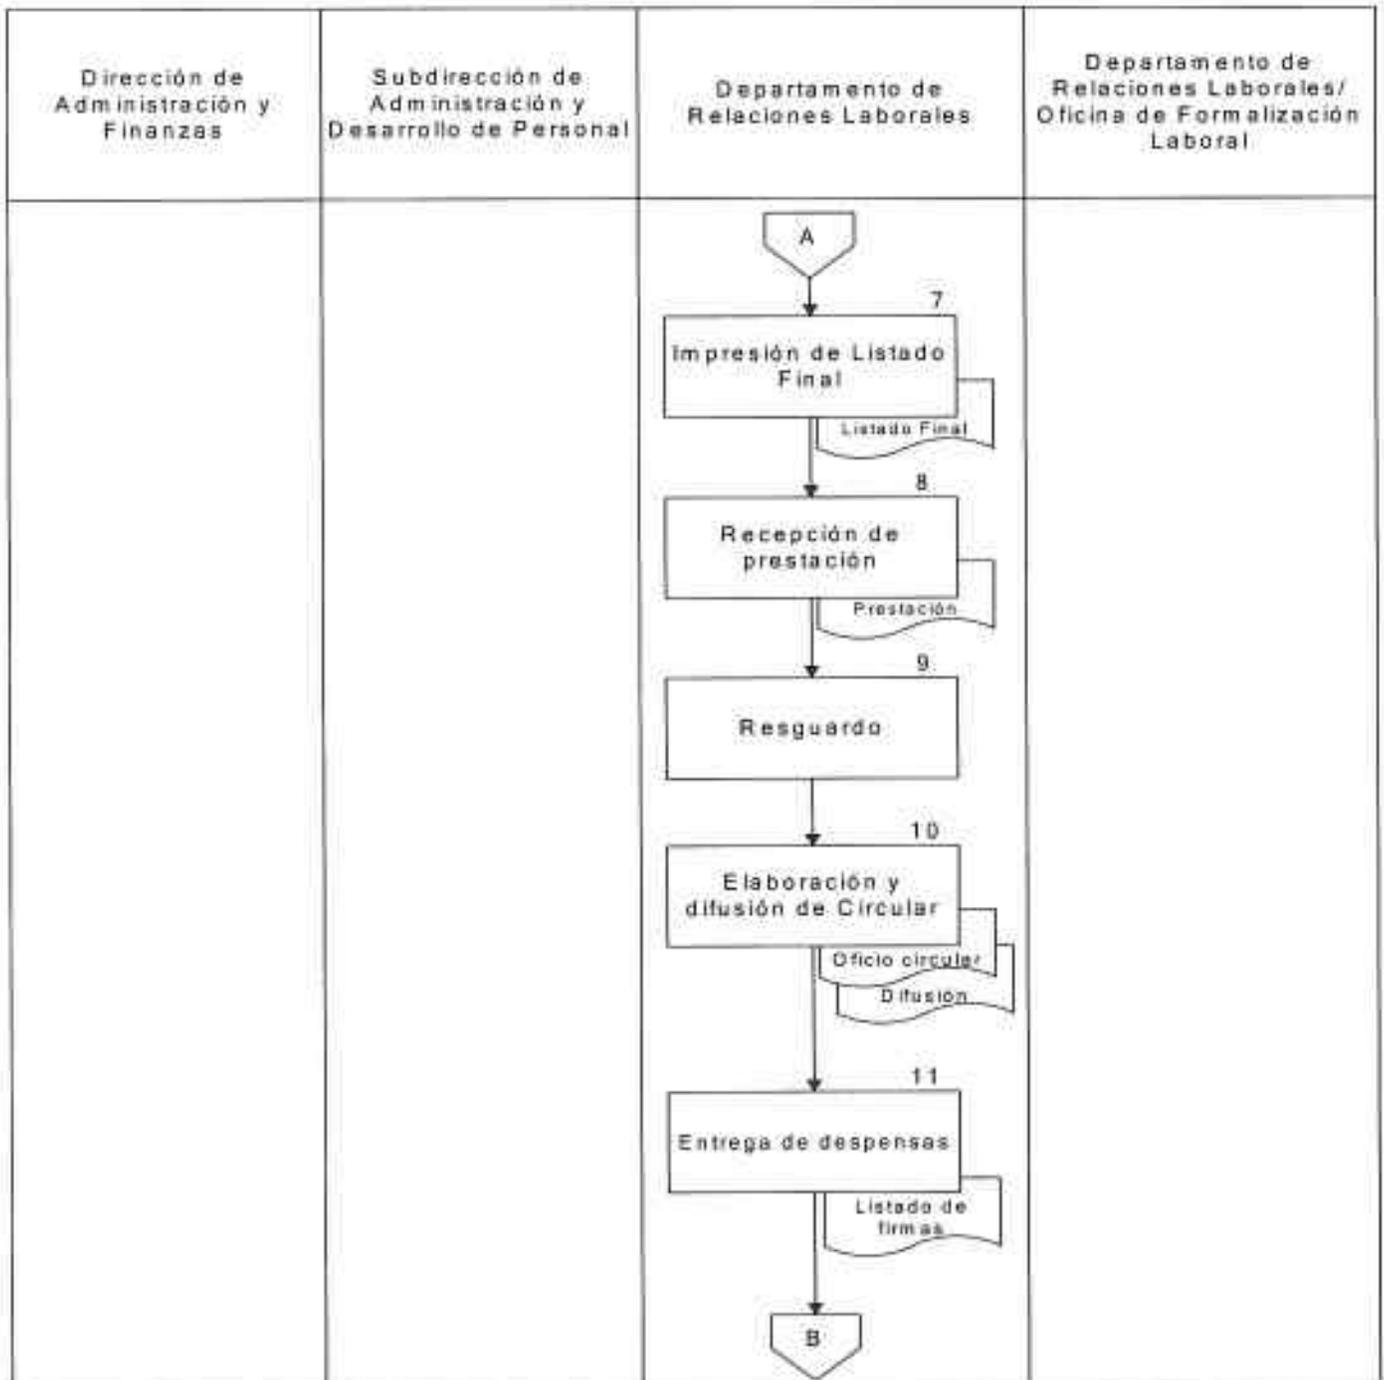 Dirección de
Administración y
Finanzas
Subdirección de
Administración y
Desarrollo de Personal
Departamento de
Relaciones Laborales
Departamento de
Relaciones Laborales/
Oficina de Formalización
Laboral
A
7
Impresión de Listado
Final
Listado Final
8
Recepción de
prestación
Prestación
9
Resguardo
10
Elaboración y
difusión de Circular
Oficio circular
Difusión
11
Entrega de despensas
Listado de
firmas
B